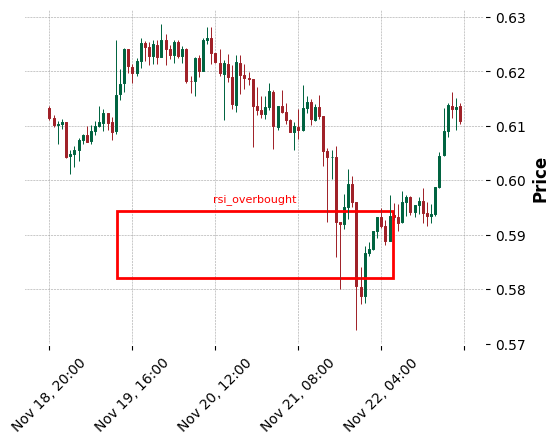 0.63
0.62
0.61
0.60
0.59
0.58
0.57
Price
rsi_overbought
Nov 18, 20:00
Nov 19, 16:00
Nov 20, 12:00
Nov 21, 08:00
Nov 22, 04:00